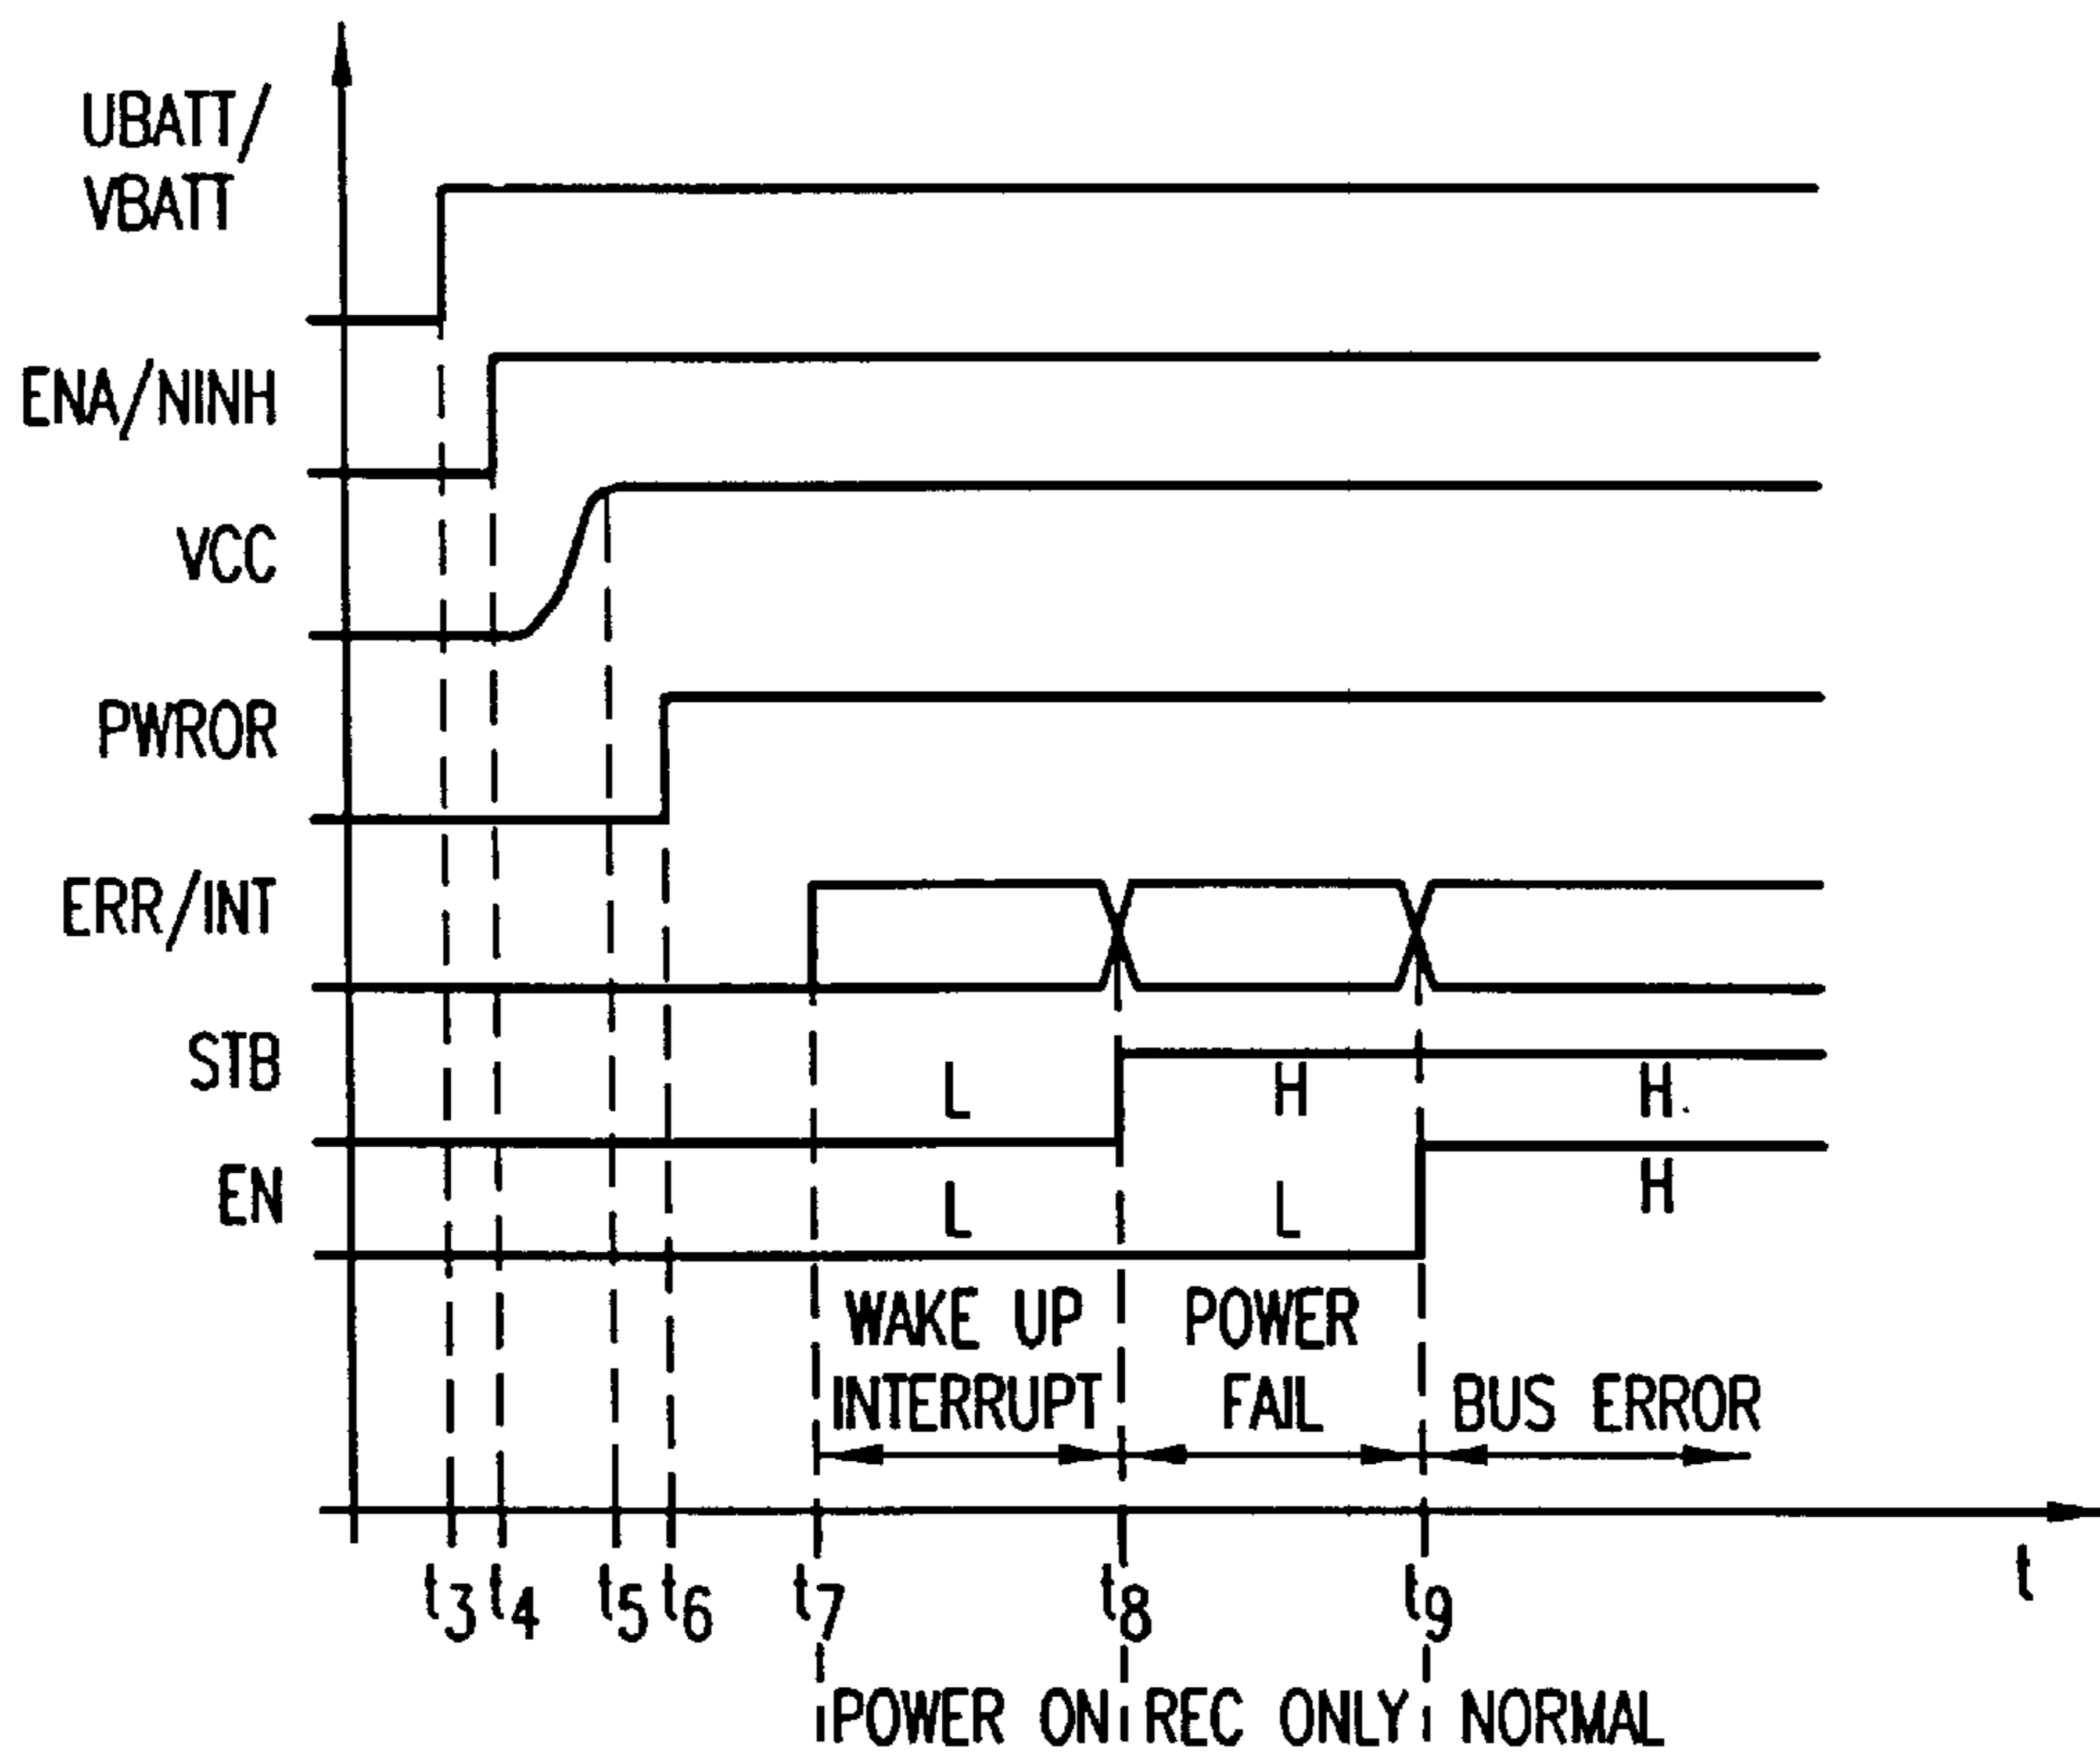 UBATT/
VBATT
ENA/NINH
VCC
PWROR
ERR/INT
STB
L H H
EN
L L H
WAKE UP POWER
INTERRUPT FAIL BUS ERROR
t3 t4 t5 t6 t7 t8 t9 t
POWER ON REC ONLY NORMAL